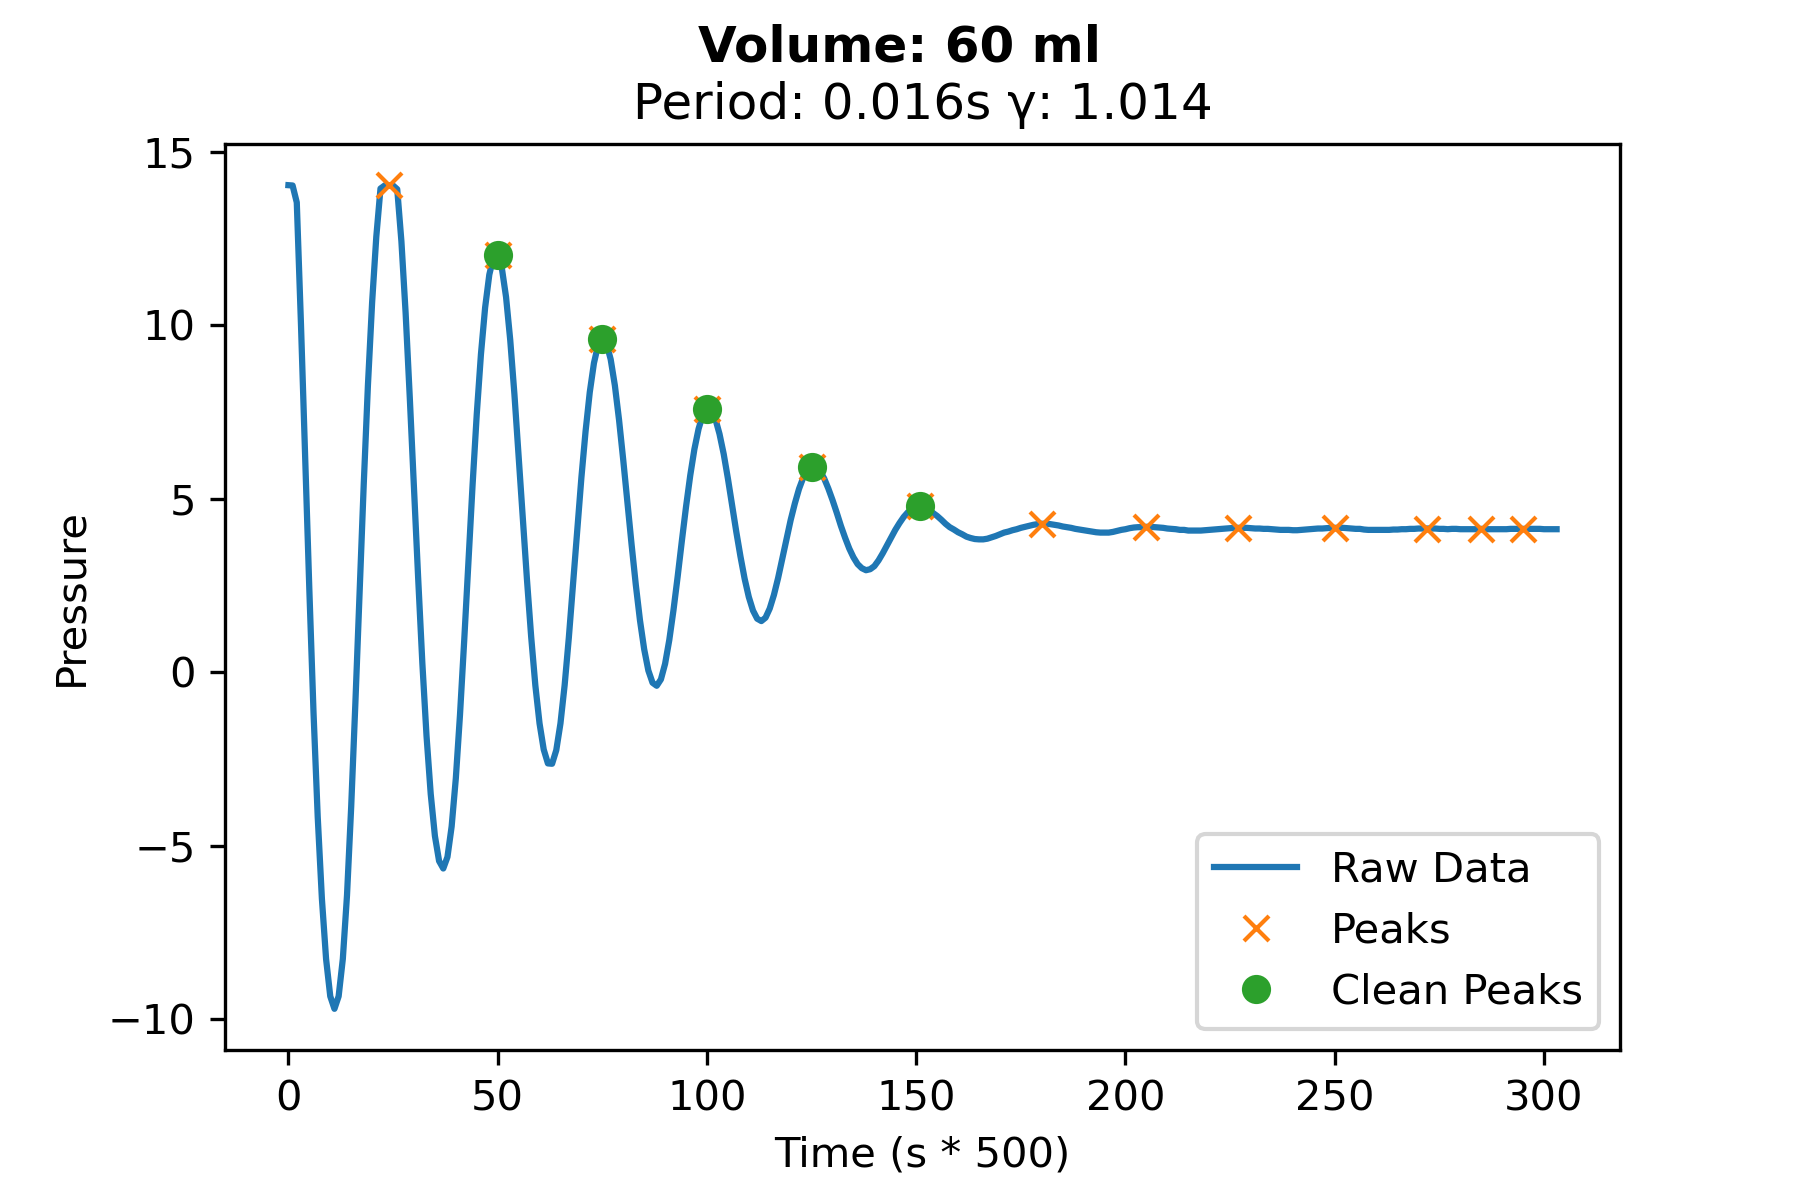 Volume: 60 ml
Period: 0.016s γ: 1.014
15
10
5
0
−5
−10
Pressure
0 50 100 150 200 250 300
Time (s * 500)
Raw Data
Peaks
Clean Peaks